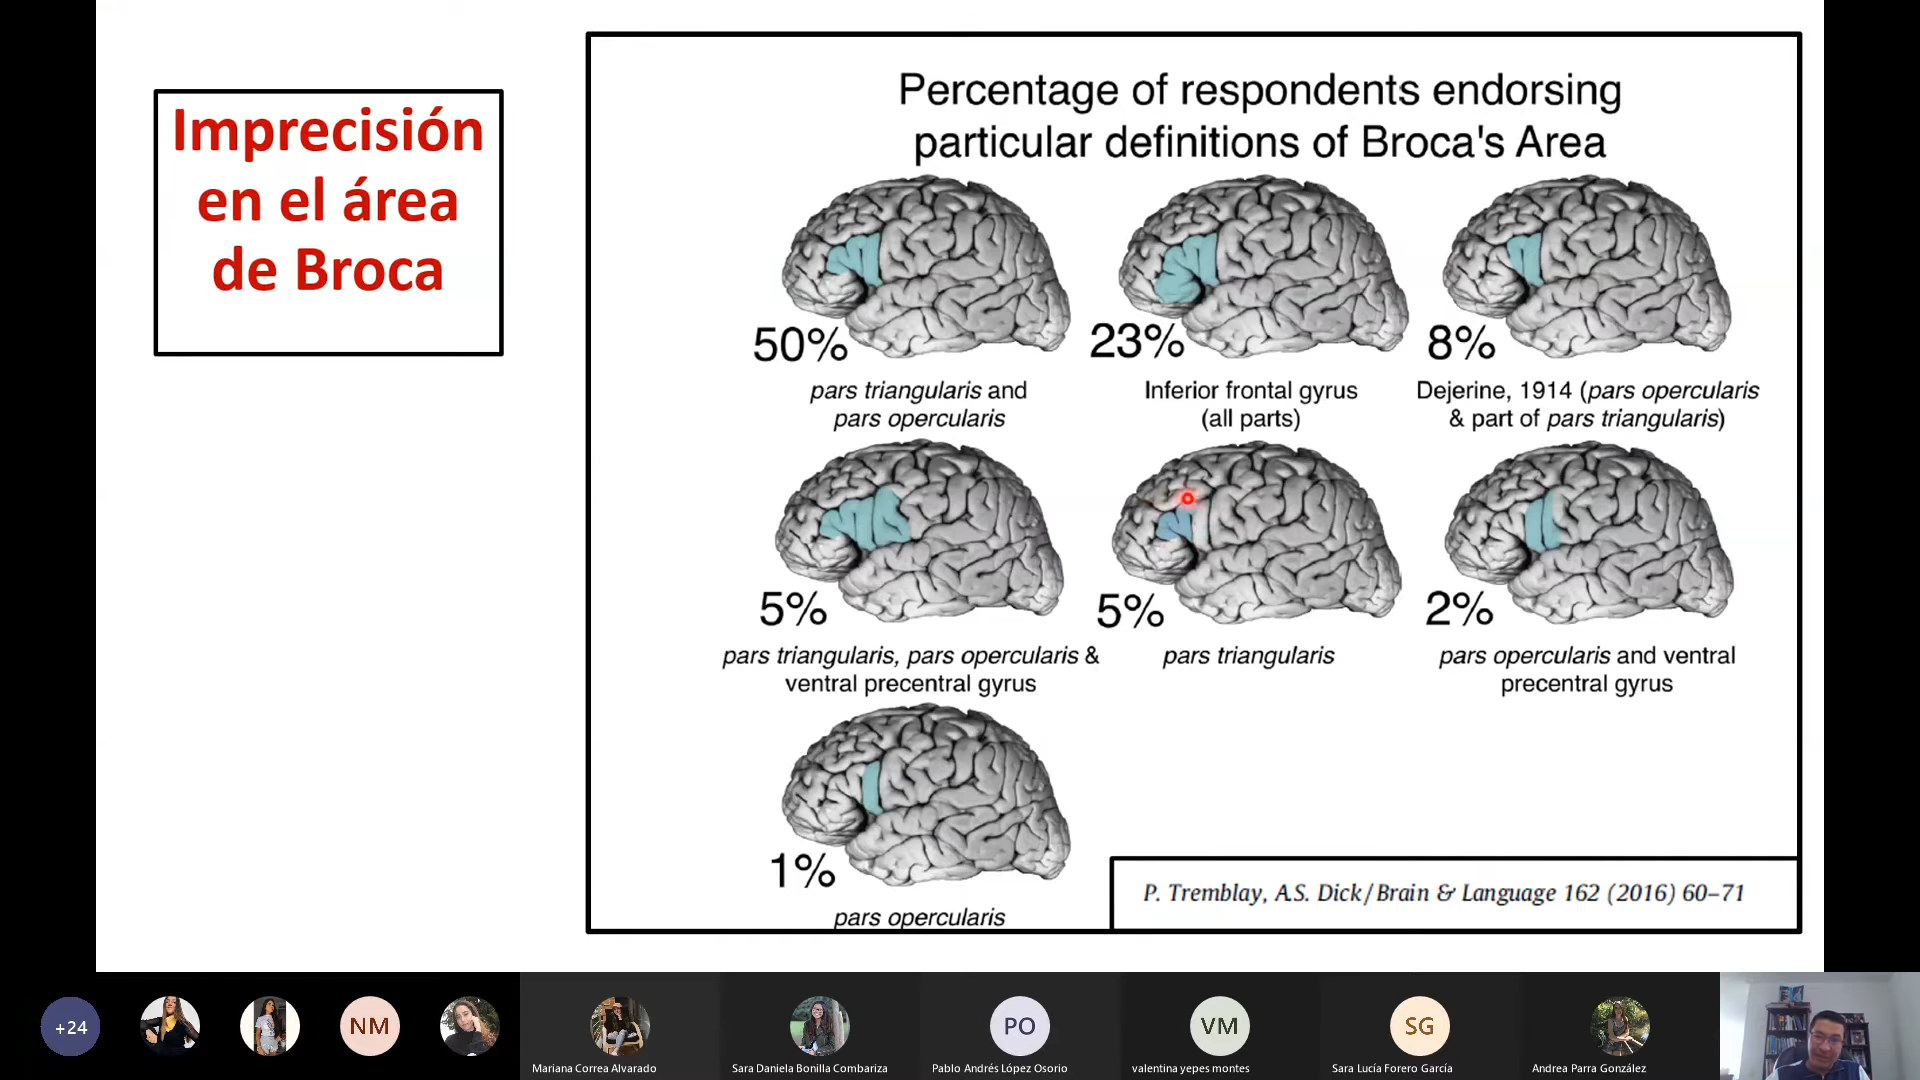 Imprecisión
en el área
de Broca
Percentage of respondents endorsing
particular definitions of Broca's Area
50%
pars triangularis and
pars opercularis
23%
Inferior frontal gyrus
(all parts)
8%
Dejerine, 1914 (pars opercularis
& part of pars triangularis)
5%
pars triangularis, pars opercularis &
ventral precentral gyrus
5%
pars triangularis
2%
pars opercularis and ventral
precentral gyrus
1%
pars opercularis
P. Tremblay, A.S. Dick / Brain & Language 162 (2016) 60–71
+24
NM
Mariana Correa Alvarado
Sara Daniela Bonilla Combariza
PO
Pablo Andrés López Osorio
VM
valentina yepes montes
SG
Sara Lucía Forero García
Andrea Parra González